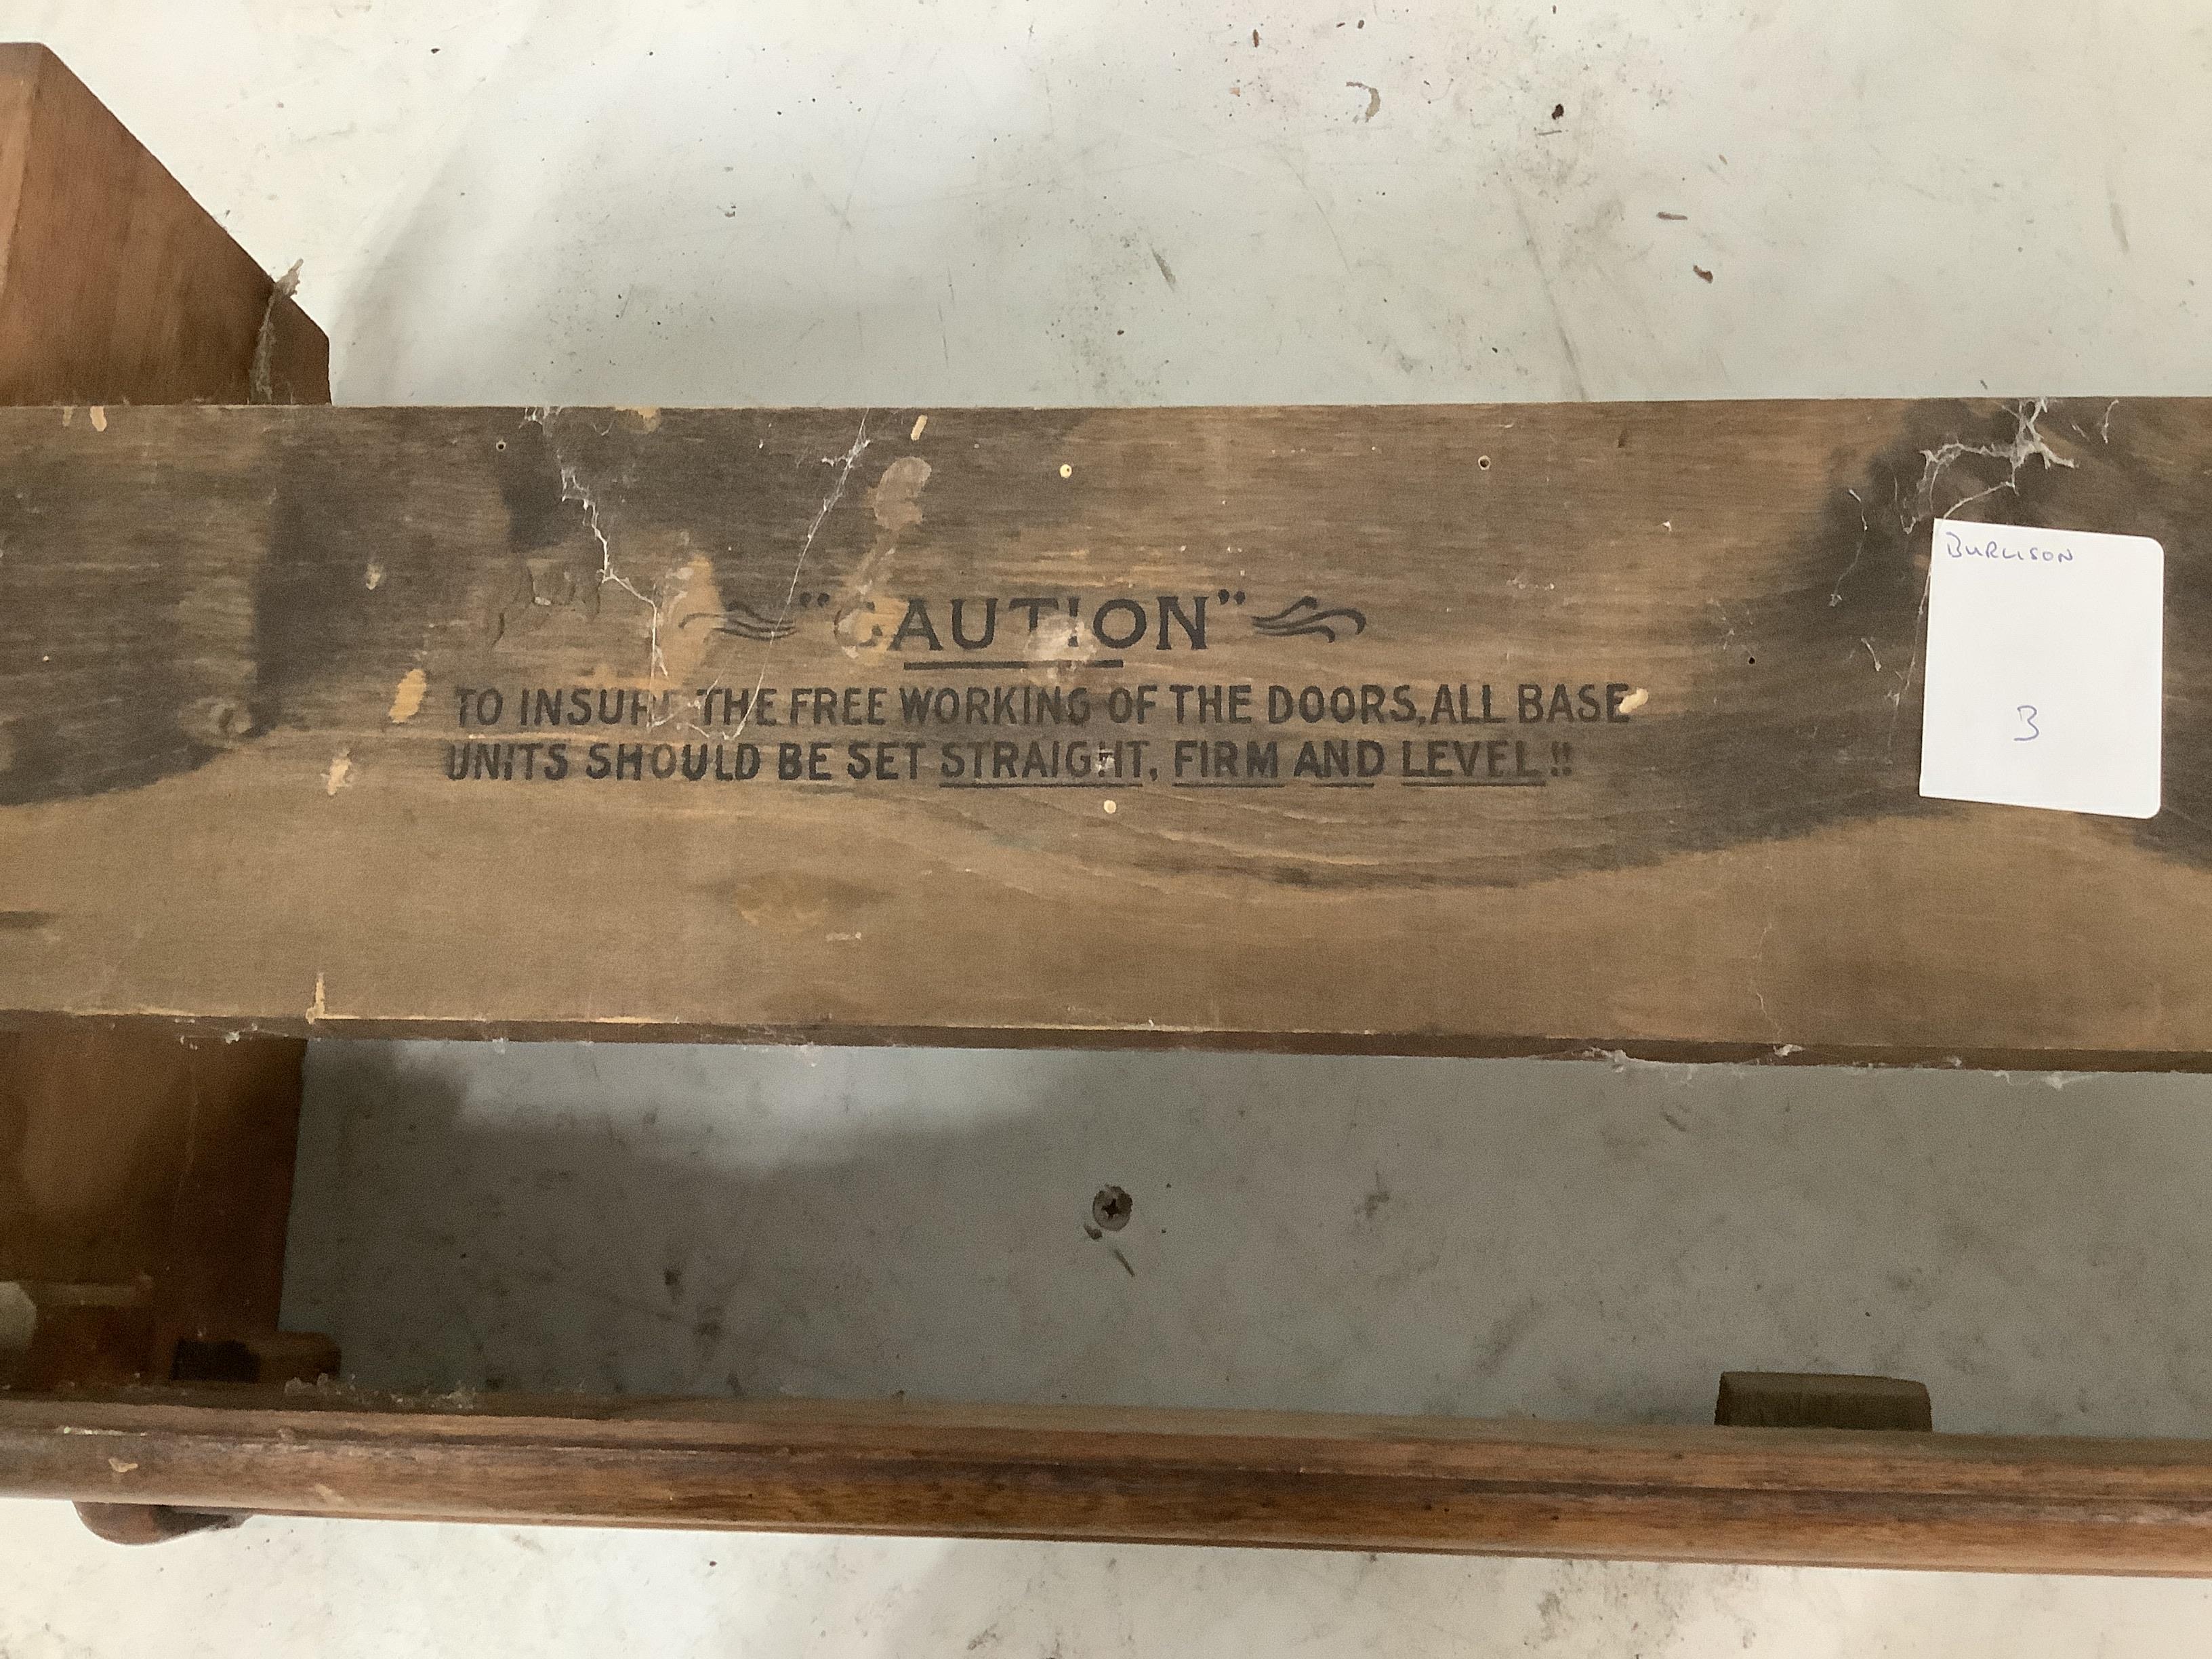 "CAUTION"
TO INSURE THE FREE WORKING OF THE DOORS, ALL BASE
UNITS SHOULD BE SET STRAIGHT, FIRM AND LEVEL!!
BURLISON
3